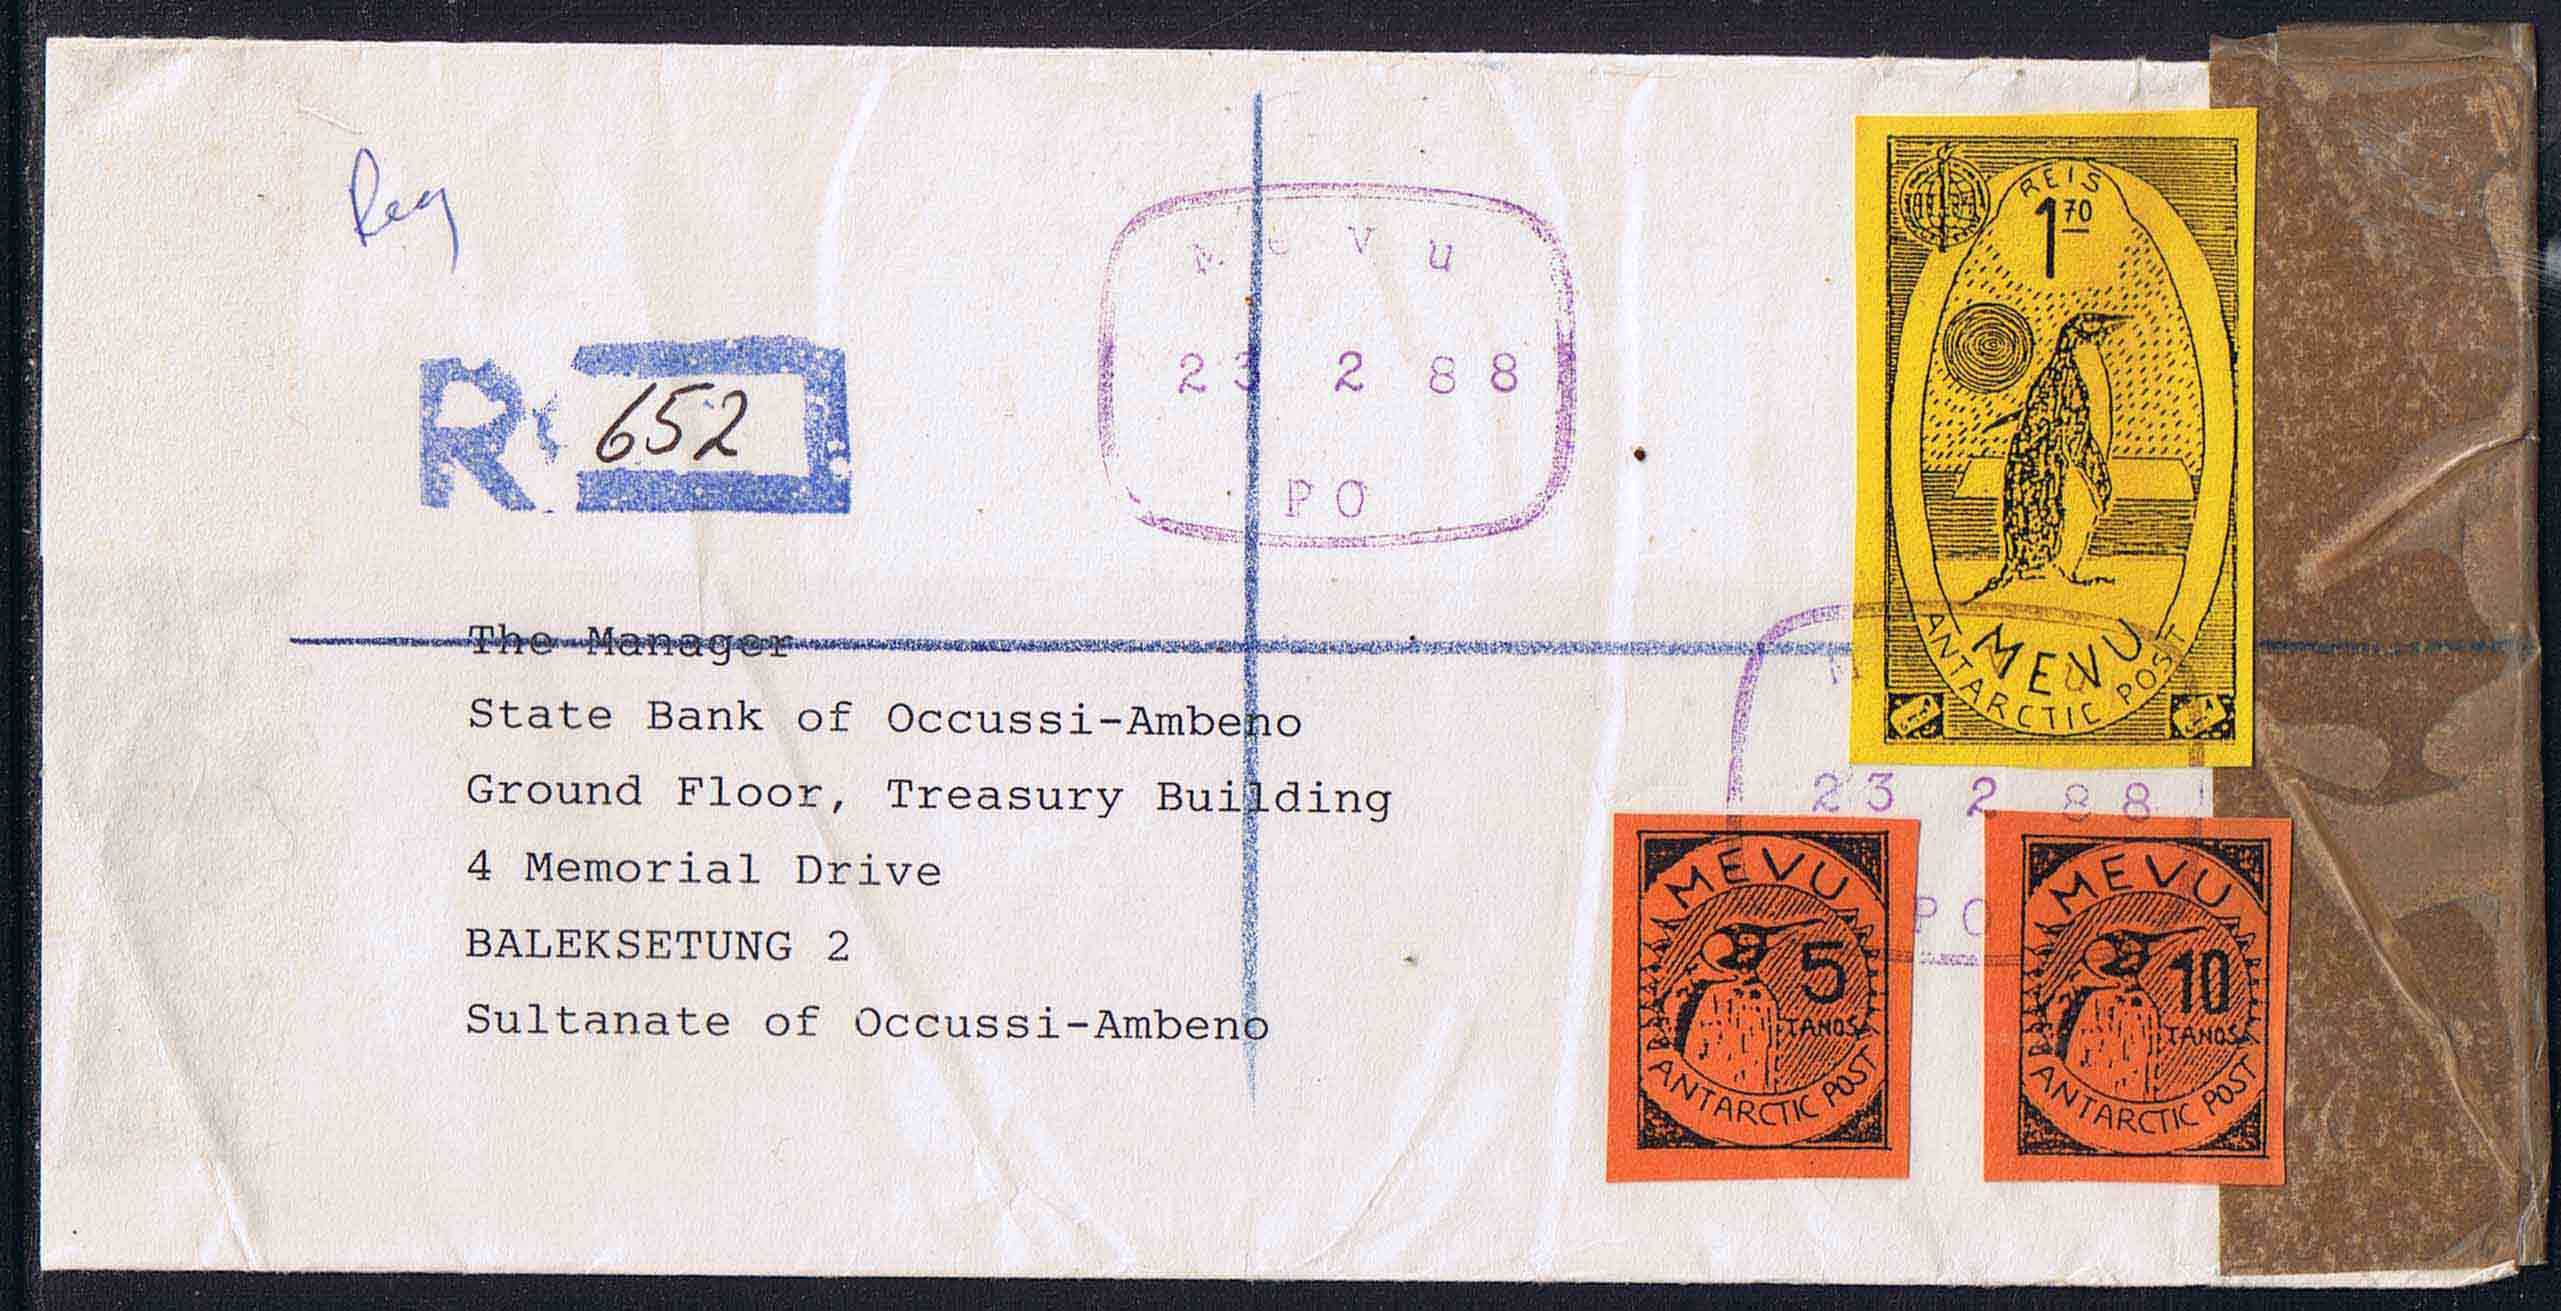 Reg
R 652
Mevu
23 2 88
PO
The Manager
State Bank of Occussi-Ambeno
Ground Floor, Treasury Building
4 Memorial Drive
BALEKSETUNG 2
Sultanate of Occussi-Ambeno
REIS
1 70
MEVU
ANTARCTIC POST
23 2 88
PO
MEVU
5
TANOS
ANTARCTIC POST
MEVU
10
TANOS
ANTARCTIC POST